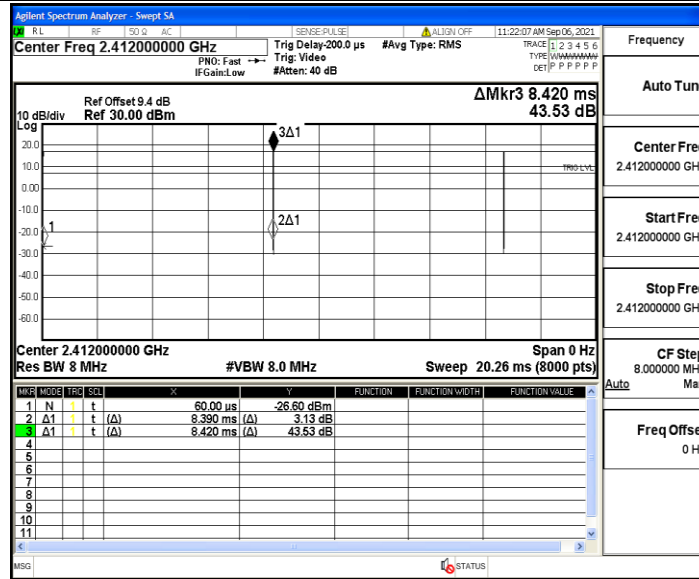 Agilent Spectrum Analyzer - Swept SA
RL RF 50 Ω AC SENSE:PULSE ALIGN OFF 11:22:07 AM Sep 06, 2021
Center Freq 2.412000000 GHz
PNO: Fast
IFGain:Low
Trig Delay-200.0 µs
Trig: Video
#Atten: 40 dB
#Avg Type: RMS
TRACE 1 2 3 4 5 6
TYPE WWWWWW
DET P P P P P P
Ref Offset 9.4 dB
10 dB/div Ref 30.00 dBm
Log
ΔMkr3 8.420 ms
43.53 dB
3Δ1
20.0
10.0
TRIG LVL
0.00
-10.0
2Δ1
1
-20.0
-30.0
-40.0
-50.0
-60.0
Center 2.412000000 GHz Span 0 Hz
Res BW 8 MHz #VBW 8.0 MHz Sweep 20.26 ms (8000 pts)
MKR MODE TRC SCL X Y FUNCTION FUNCTION WIDTH FUNCTION VALUE
1 N 1 t 60.00 µs -26.60 dBm
2 Δ1 1 t (Δ) 8.390 ms (Δ) 3.13 dB
3 Δ1 1 t (Δ) 8.420 ms (Δ) 43.53 dB
4
5
6
7
8
9
10
11
MSG STATUS
Frequency
Auto Tun
Center Fre
2.412000000 GH
Start Fre
2.412000000 GH
Stop Fre
2.412000000 GH
CF Step
8.000000 MH
Auto Ma
Freq Offse
0 H